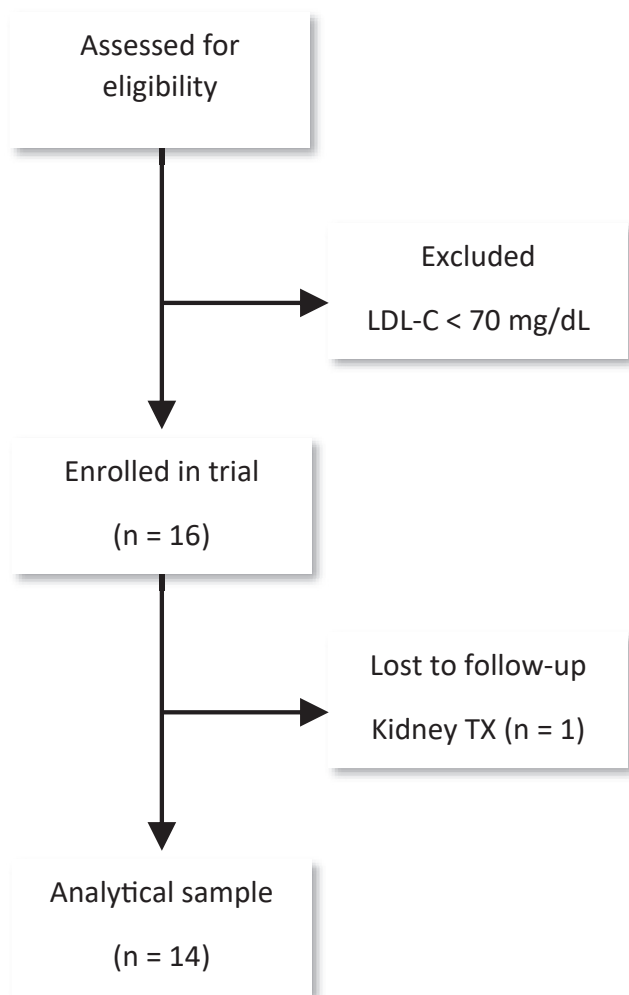 Assessed for
eligibility
Excluded
LDL-C < 70 mg/dL
Enrolled in trial
(n = 16)
Lost to follow-up
Kidney TX (n = 1)
Analytical sample
(n = 14)